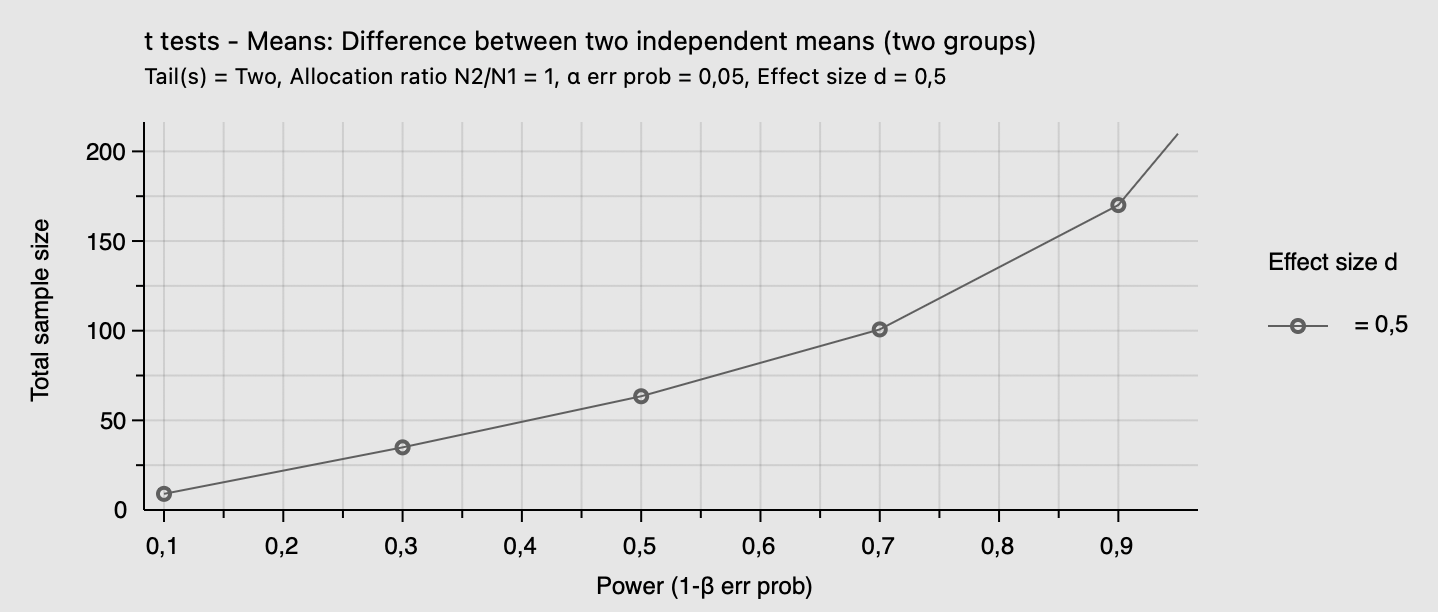 t tests - Means: Difference between two independent means (two groups)
Tail(s) = Two, Allocation ratio N2/N1 = 1, α err prob = 0,05, Effect size d = 0,5
Total sample size
200
150
100
50
0
0,1 0,2 0,3 0,4 0,5 0,6 0,7 0,8 0,9
Power (1-β err prob)
Effect size d
= 0,5